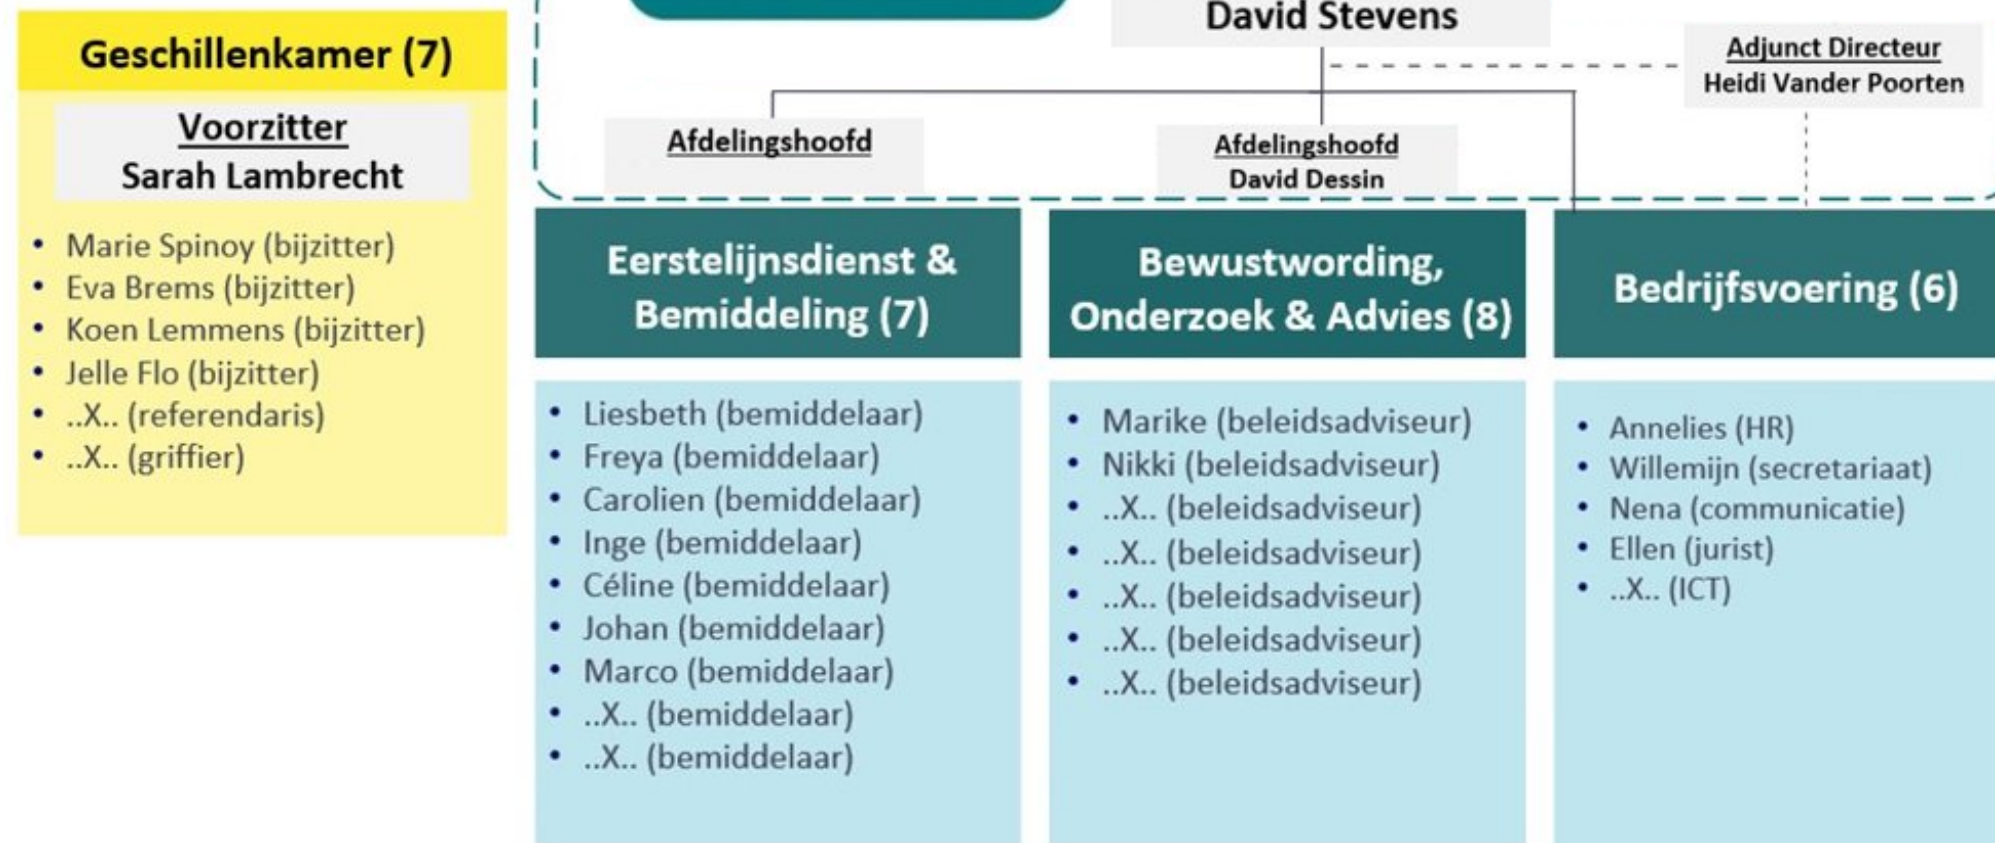 Geschillenkamer (7)
Voorzitter
Sarah Lambrecht
• Marie Spinoy (bijzitter)
• Eva Brems (bijzitter)
• Koen Lemmens (bijzitter)
• Jelle Flo (bijzitter)
• ..X.. (referendaris)
• ..X.. (griffier)
David Stevens
Adjunct Directeur
Heidi Vander Poorten
Afdelingshoofd
Afdelingshoofd
David Dessin
Eerstelijnsdienst &
Bemiddeling (7)
• Liesbeth (bemiddelaar)
• Freya (bemiddelaar)
• Carolien (bemiddelaar)
• Inge (bemiddelaar)
• Céline (bemiddelaar)
• Johan (bemiddelaar)
• Marco (bemiddelaar)
• ..X.. (bemiddelaar)
• ..X.. (bemiddelaar)
Bewustwording,
Onderzoek & Advies (8)
• Marike (beleidsadviseur)
• Nikki (beleidsadviseur)
• ..X.. (beleidsadviseur)
• ..X.. (beleidsadviseur)
• ..X.. (beleidsadviseur)
• ..X.. (beleidsadviseur)
• ..X.. (beleidsadviseur)
Bedrijfsvoering (6)
• Annelies (HR)
• Willemijn (secretariaat)
• Nena (communicatie)
• Ellen (jurist)
• ..X.. (ICT)